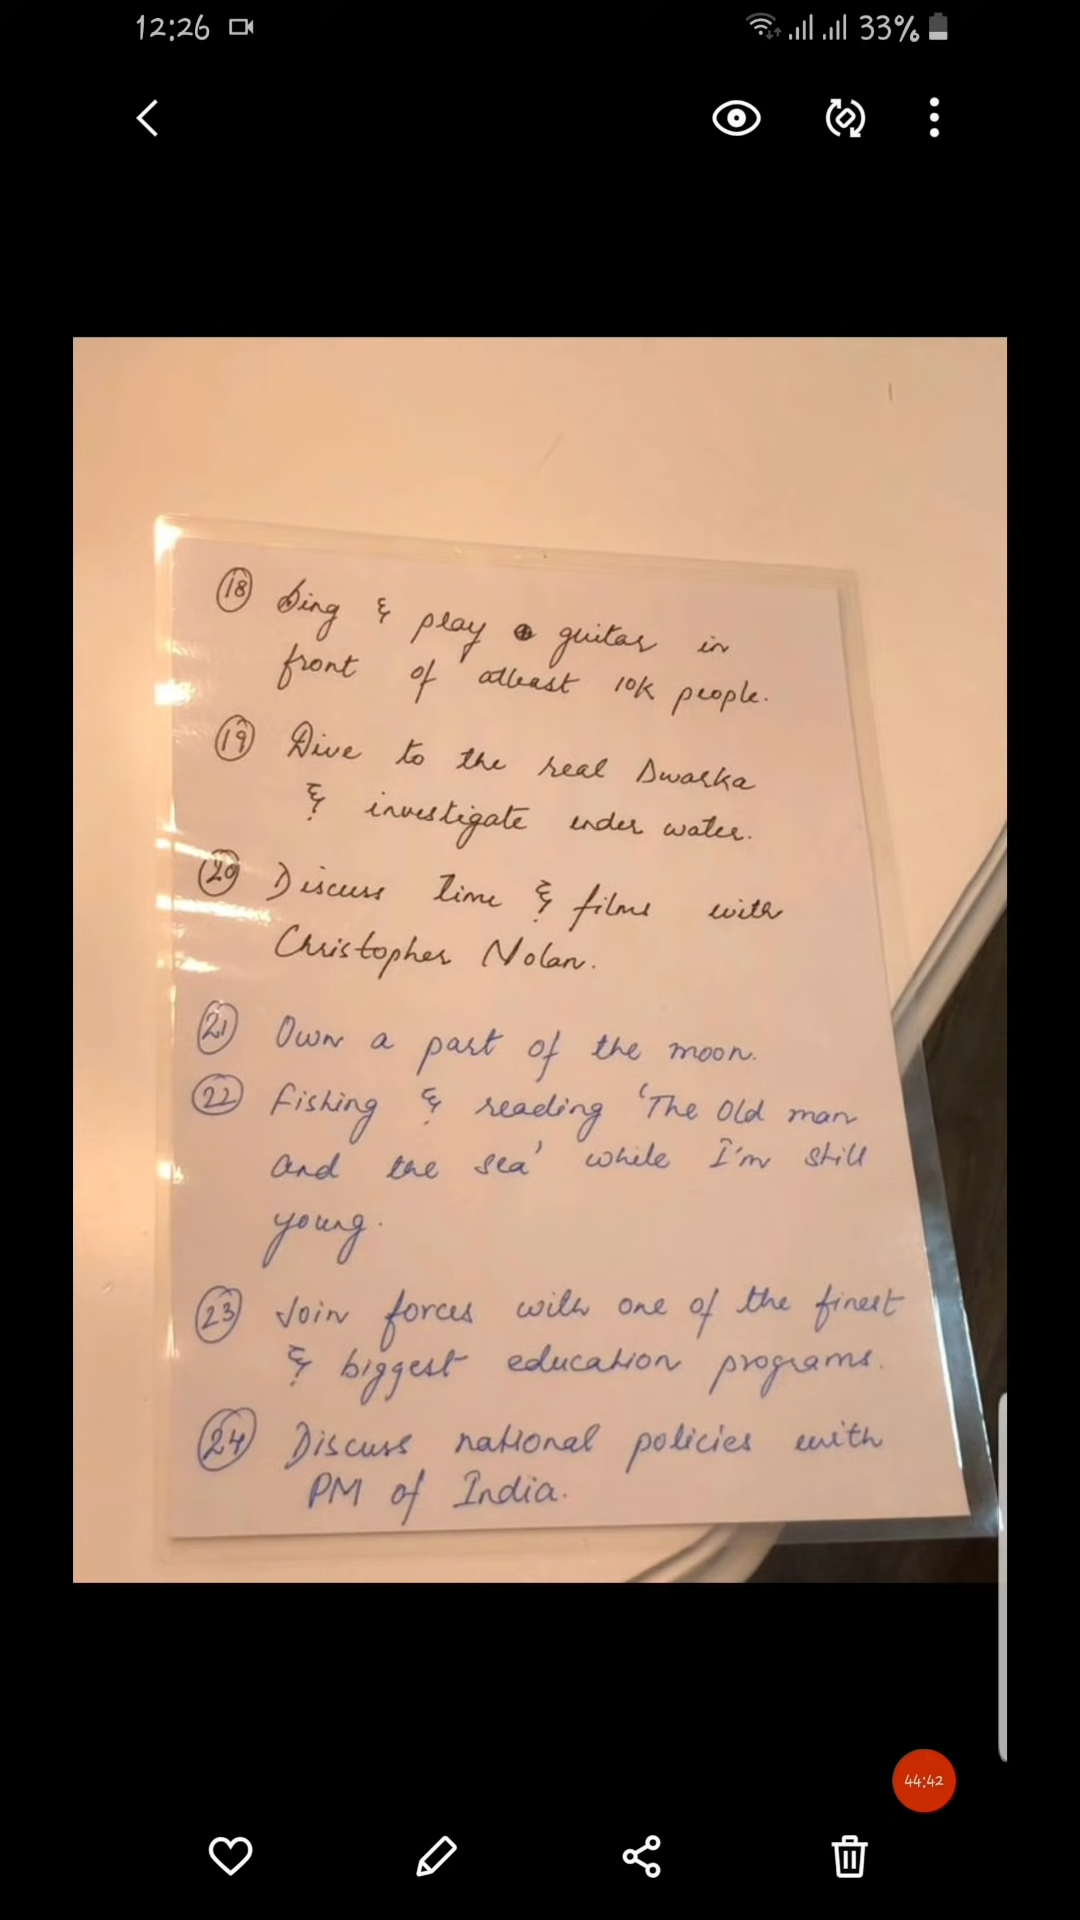 12:26
33%
18 Sing & play guitar in
front of atleast 10K people.
19 Dive to the real Dwarka
& investigate under water.
20 Discuss time & films with
Christopher Nolan.
21 Own a part of the moon.
22 Fishing & reading 'The Old man
and the sea' while I'm still
young.
23 Join forces with one of the finest
& biggest education programs.
24 Discuss national policies with
PM of India.
44:42